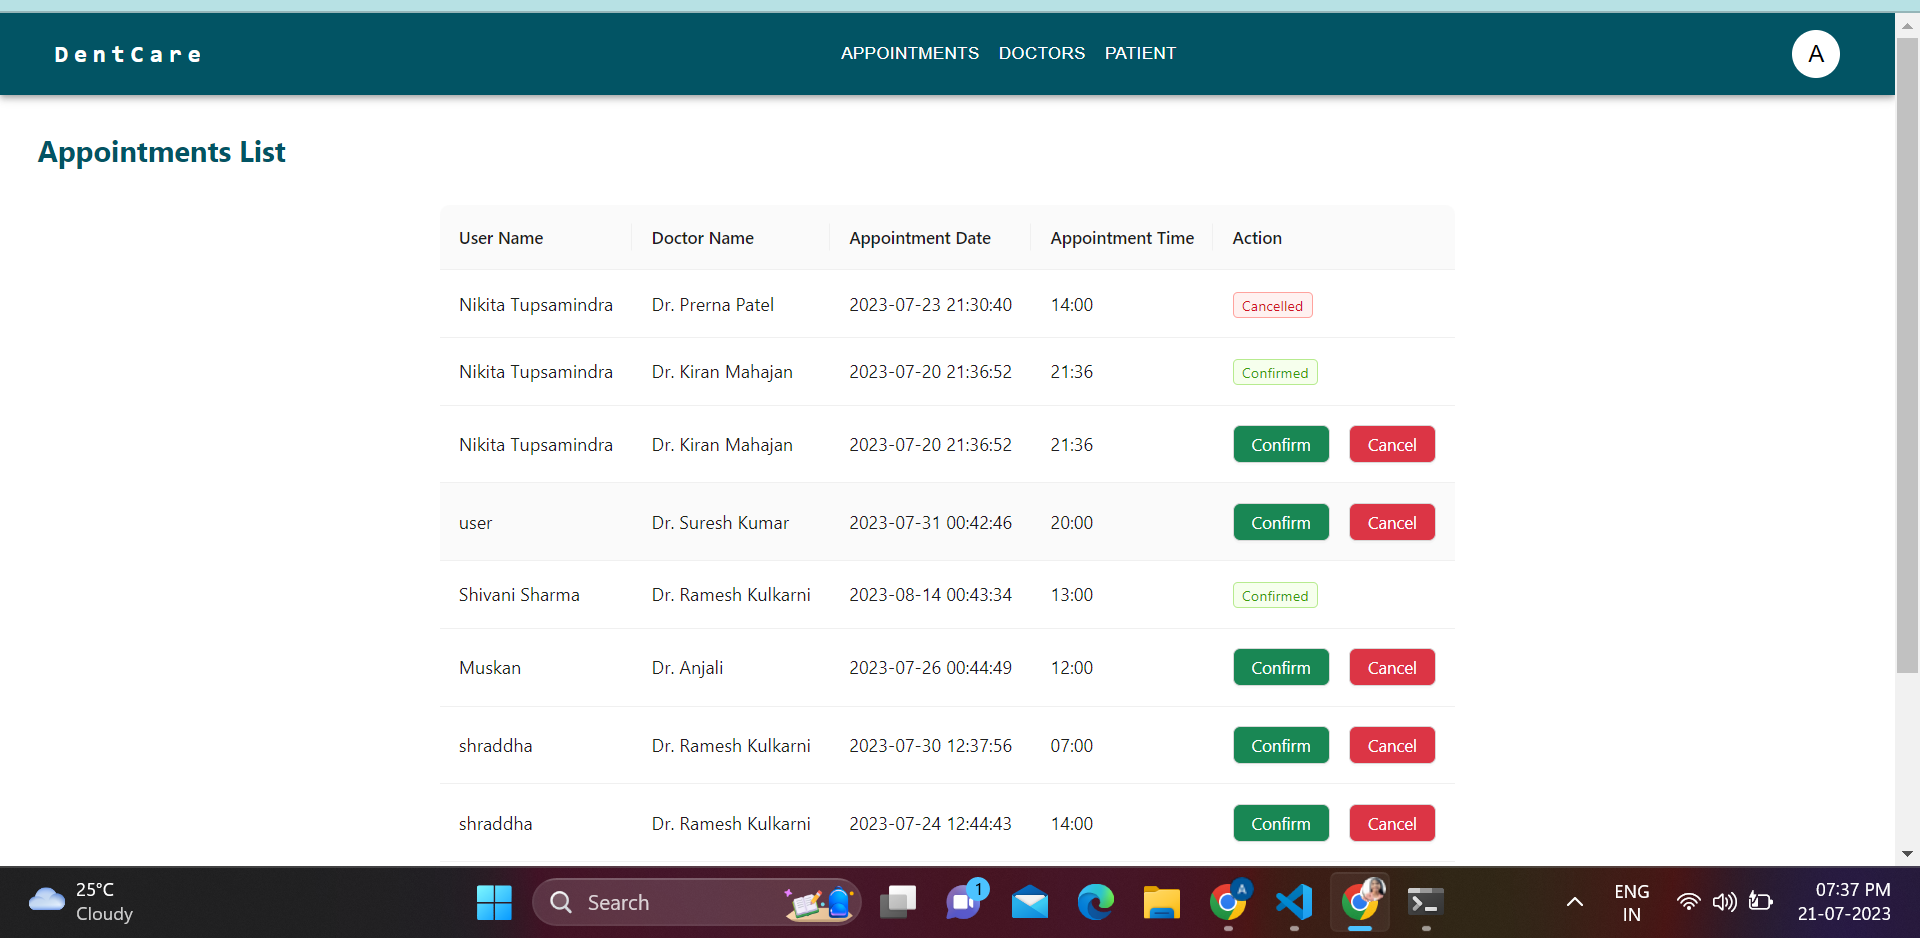 DentCare
APPOINTMENTS DOCTORS PATIENT
A
Appointments List
User Name Doctor Name Appointment Date Appointment Time Action
Nikita Tupsamindra Dr. Prerna Patel 2023-07-23 21:30:40 14:00 Cancelled
Nikita Tupsamindra Dr. Kiran Mahajan 2023-07-20 21:36:52 21:36 Confirmed
Nikita Tupsamindra Dr. Kiran Mahajan 2023-07-20 21:36:52 21:36 Confirm Cancel
user Dr. Suresh Kumar 2023-07-31 00:42:46 20:00 Confirm Cancel
Shivani Sharma Dr. Ramesh Kulkarni 2023-08-14 00:43:34 13:00 Confirmed
Muskan Dr. Anjali 2023-07-26 00:44:49 12:00 Confirm Cancel
shraddha Dr. Ramesh Kulkarni 2023-07-30 12:37:56 07:00 Confirm Cancel
shraddha Dr. Ramesh Kulkarni 2023-07-24 12:44:43 14:00 Confirm Cancel
25°C
Cloudy
Search
1
A
ENG
IN
07:37 PM
21-07-2023